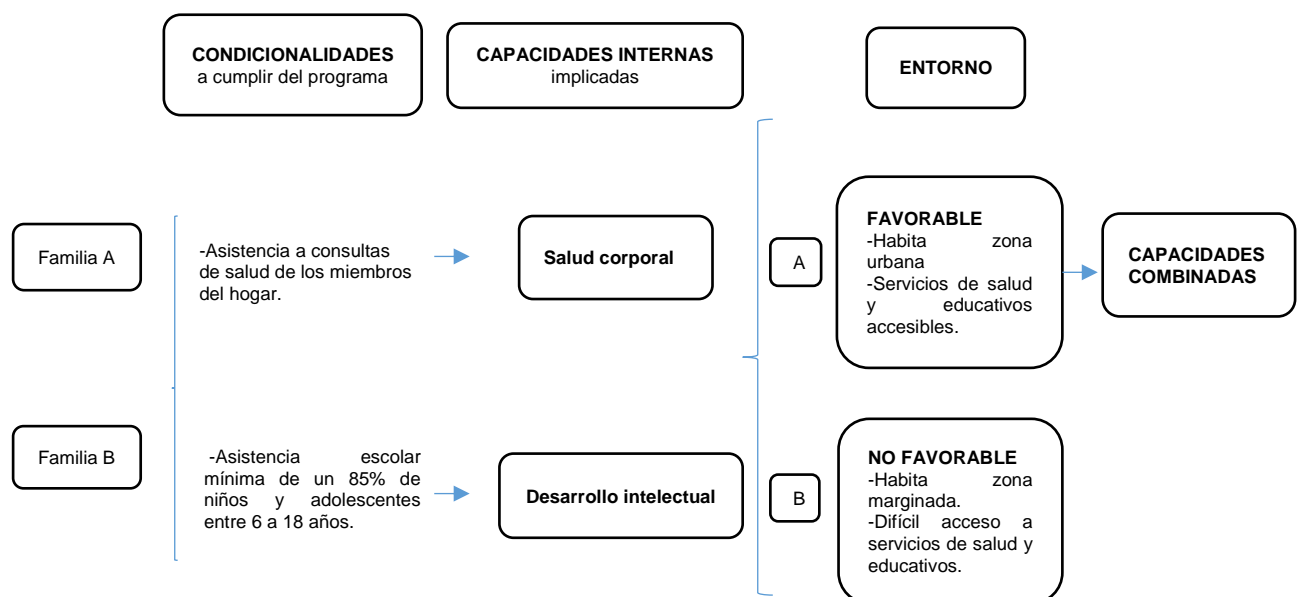 CONDICIONALIDADES
a cumplir del programa
CAPACIDADES INTERNAS
implicadas
ENTORNO
Familia A
-Asistencia a consultas
de salud de los miembros
del hogar.
Salud corporal
A
FAVORABLE
-Habita zona
urbana
-Servicios de salud
y educativos
accesibles.
CAPACIDADES
COMBINADAS
Familia B
-Asistencia escolar
mínima de un 85% de
niños y adolescentes
entre 6 a 18 años.
Desarrollo intelectual
B
NO FAVORABLE
-Habita zona
marginada.
-Difícil acceso a
servicios de salud y
educativos.